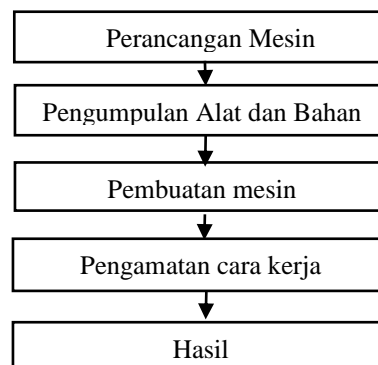 Perancangan Mesin
Pengumpulan Alat dan Bahan
Pembuatan mesin
Pengamatan cara kerja
Hasil